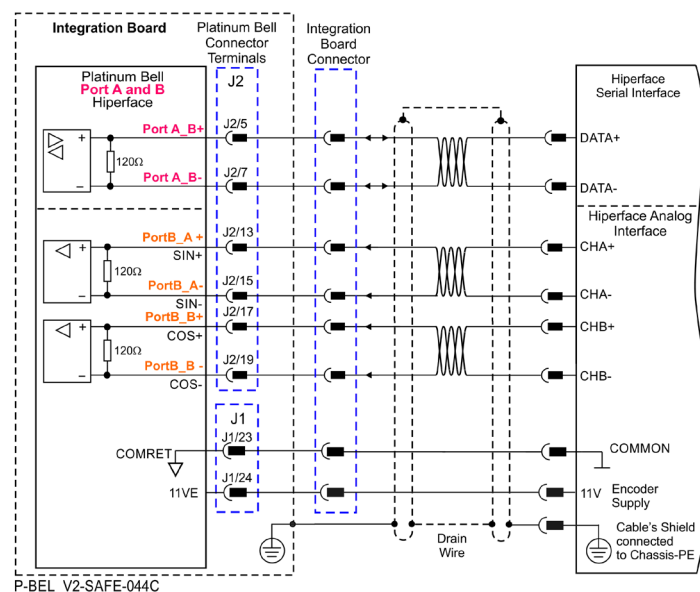 Integration Board
Platinum Bell
Connector
Terminals
Integration
Board
Connector
Platinum Bell
Port A and B
Hiperface
J2
Hiperface
Serial Interface
Port A_B+
J2/5
+
120Ω
DATA+
Port A_B-
J2/7
−
DATA-
Hiperface Analog
Interface
PortB_A +
J2/13
+
SIN+
CHA+
120Ω
PortB_A-
J2/15
−
SIN-
CHA-
PortB_B+
J2/17
+
COS+
CHB+
120Ω
PortB_B -
J2/19
−
COS-
CHB-
J1
J1/23
COMRET
COMMON
J1/24
11VE
11V
Encoder
Supply
Drain
Wire
Cable's Shield
connected
to Chassis-PE
P-BEL V2-SAFE-044C